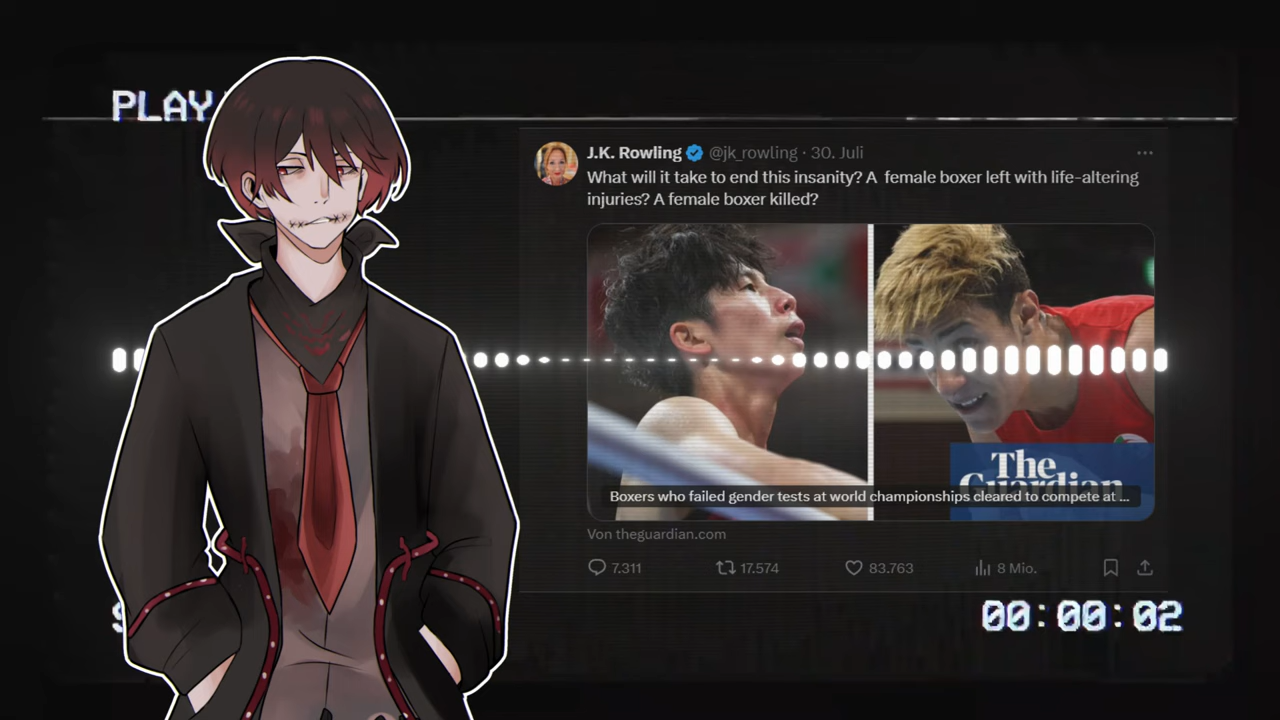 PLAY
J.K. Rowling @jk_rowling · 30. Juli
What will it take to end this insanity? A female boxer left with life-altering
injuries? A female boxer killed?
The
Guardian
Boxers who failed gender tests at world championships cleared to compete at ...
Von theguardian.com
7.311 17.574 83.763 8 Mio.
00:00:02